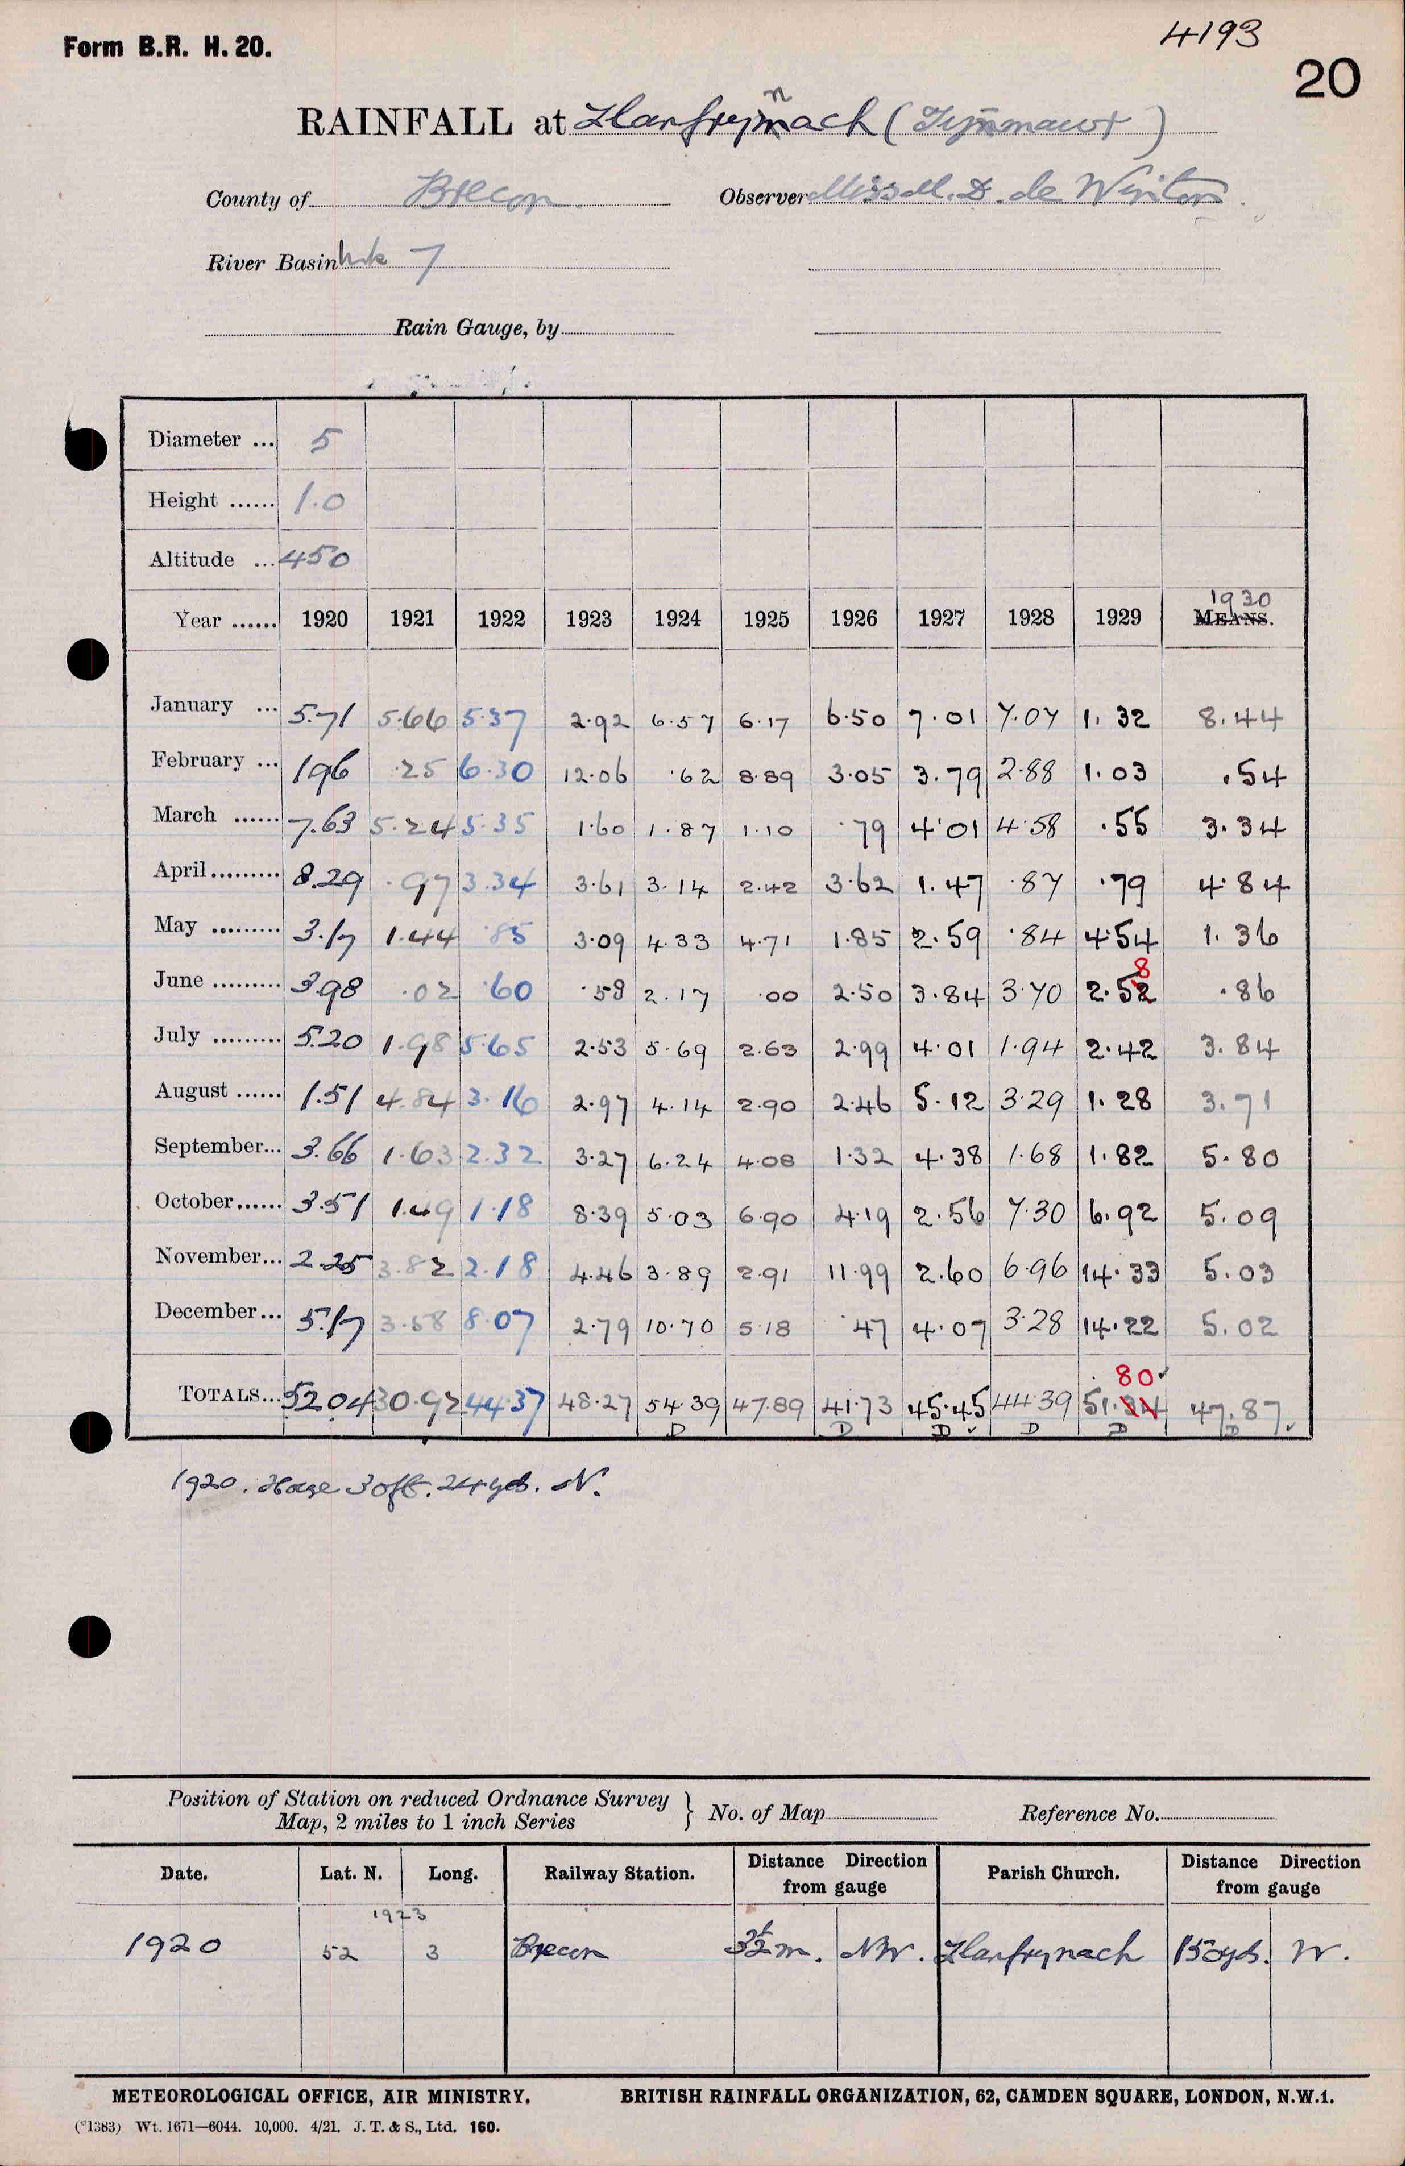 Form B.R. H. 20.
4193
20
RAINFALL at Llanfrynach (Tynmawr)
County of Brecon Observer Miss M. D. de Winton
River Basin 7
Rain Gauge, by
Diameter ... 5
Height ...... 1.0
Altitude ... 450
1930
Year ...... 1920 1921 1922 1923 1924 1925 1926 1927 1928 1929 MEANS.
January ... 5.71 5.66 5.37 2.92 6.57 6.17 6.50 7.01 7.07 1.32 8.44
February ... 196 .25 6.30 12.06 .62 8.89 3.05 3.79 2.88 1.03 .54
March ...... 7.63 5.24 5.35 1.60 1.87 1.10 .79 4.01 4.58 .55 3.34
April......... 8.29 .97 3.34 3.61 3.14 2.42 3.62 1.47 .87 .79 4.84
May ......... 3.17 1.44 .85 3.09 4.33 4.71 1.85 2.59 .84 4.54 1.36
8
June ......... 3.98 .02 .60 .58 2.17 .00 2.50 3.84 3.70 2.52 .86
July ......... 5.20 1.98 5.65 2.53 5.69 2.63 2.99 4.01 1.94 2.42 3.84
August ...... 1.51 4.84 3.16 2.97 4.14 2.90 2.46 5.12 3.29 1.28 3.71
September... 3.66 1.63 2.32 3.27 6.24 4.08 1.32 4.38 1.68 1.82 5.80
October...... 3.51 1.49 1.18 8.39 5.03 6.90 4.19 2.56 7.30 6.92 5.09
November... 2.25 3.82 2.18 4.46 3.89 2.91 11.99 2.60 6.96 14.33 5.03
December... 5.17 3.58 8.07 2.79 10.70 5.18 .47 4.07 3.28 14.22 5.02
80
TOTALS... 52.04 30.92 44.37 48.27 54.39 47.89 41.73 45.45 44.39 51. 47.87
D D D D D D
1920. Hose 30ft. 24yds. N.
Position of Station on reduced Ordnance Survey
Map, 2 miles to 1 inch Series } No. of Map Reference No.
Date. Lat. N. Long. Railway Station. Distance Direction from gauge Parish Church. Distance Direction from gauge
1923
1920 52 3 Brecon 3½m. NW. Llanfrynach 150yds. W.
METEOROLOGICAL OFFICE, AIR MINISTRY. BRITISH RAINFALL ORGANIZATION, 62, CAMDEN SQUARE, LONDON, N.W.1.
(*1383) Wt. 1671—6044. 10,000. 4/21. J. T. & S., Ltd. 160.